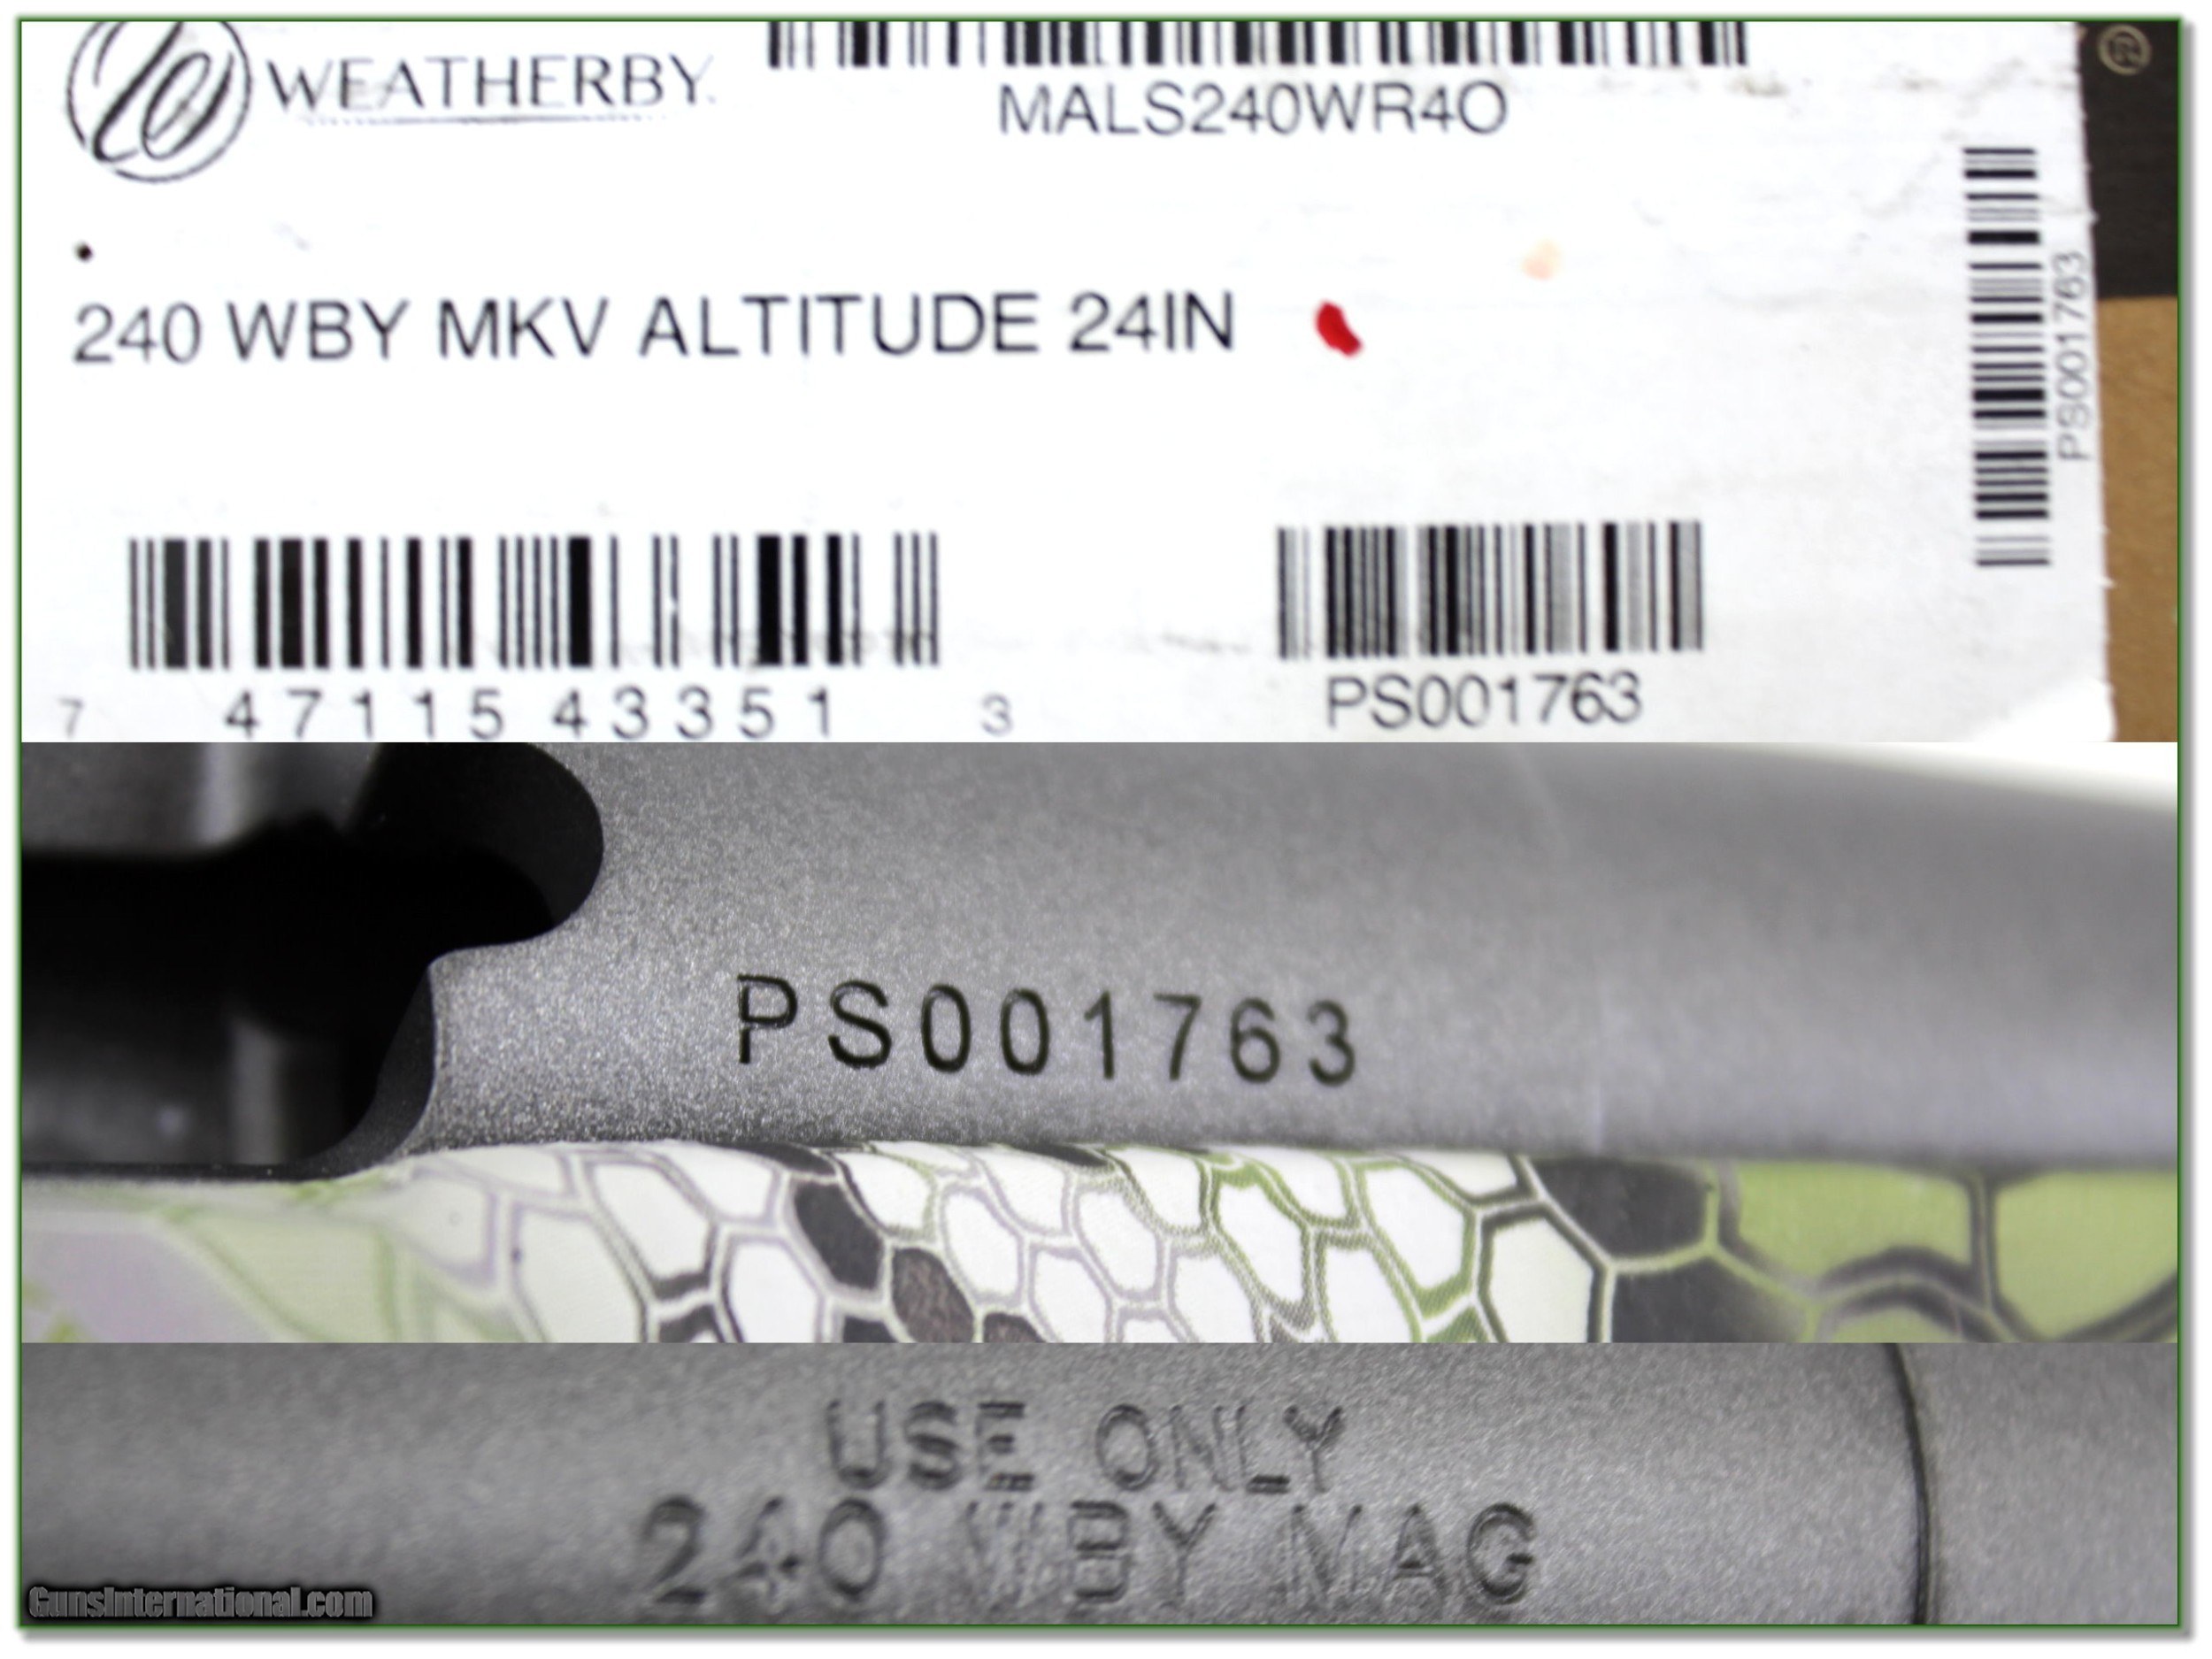 WEATHERBY
MALS240WR4O
240 WBY MKV ALTITUDE 24IN
PS001763
7 47115 43351 3
PS001763
PS001763
USE ONLY
240 WBY MAG
GunsInternational.com